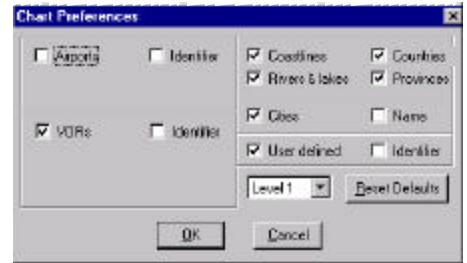 Chart Preferences
Airports
Identifier
VORs
Identifier
Coastlines
Countries
Rivers & lakes
Provinces
Cities
Name
User defined
Identifier
Level 1
Reset Defaults
OK
Cancel